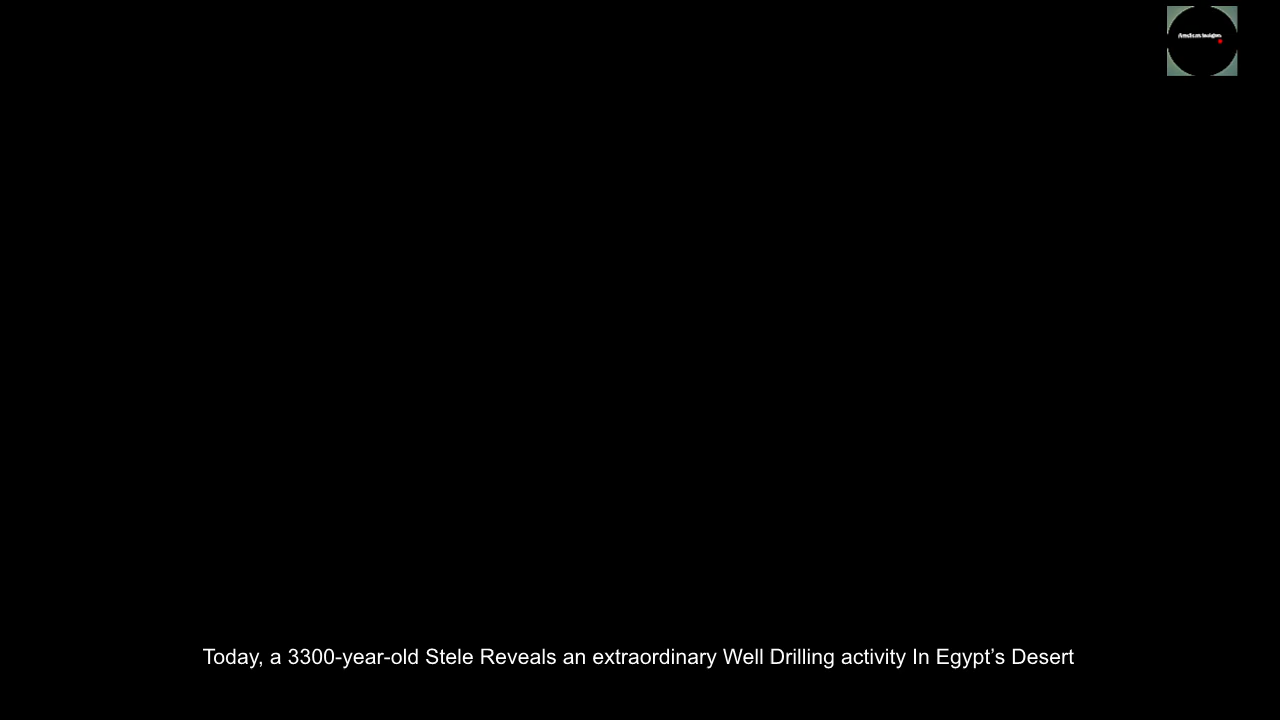 Today, a 3300-year-old Stele Reveals an extraordinary Well Drilling activity In Egypt’s Desert